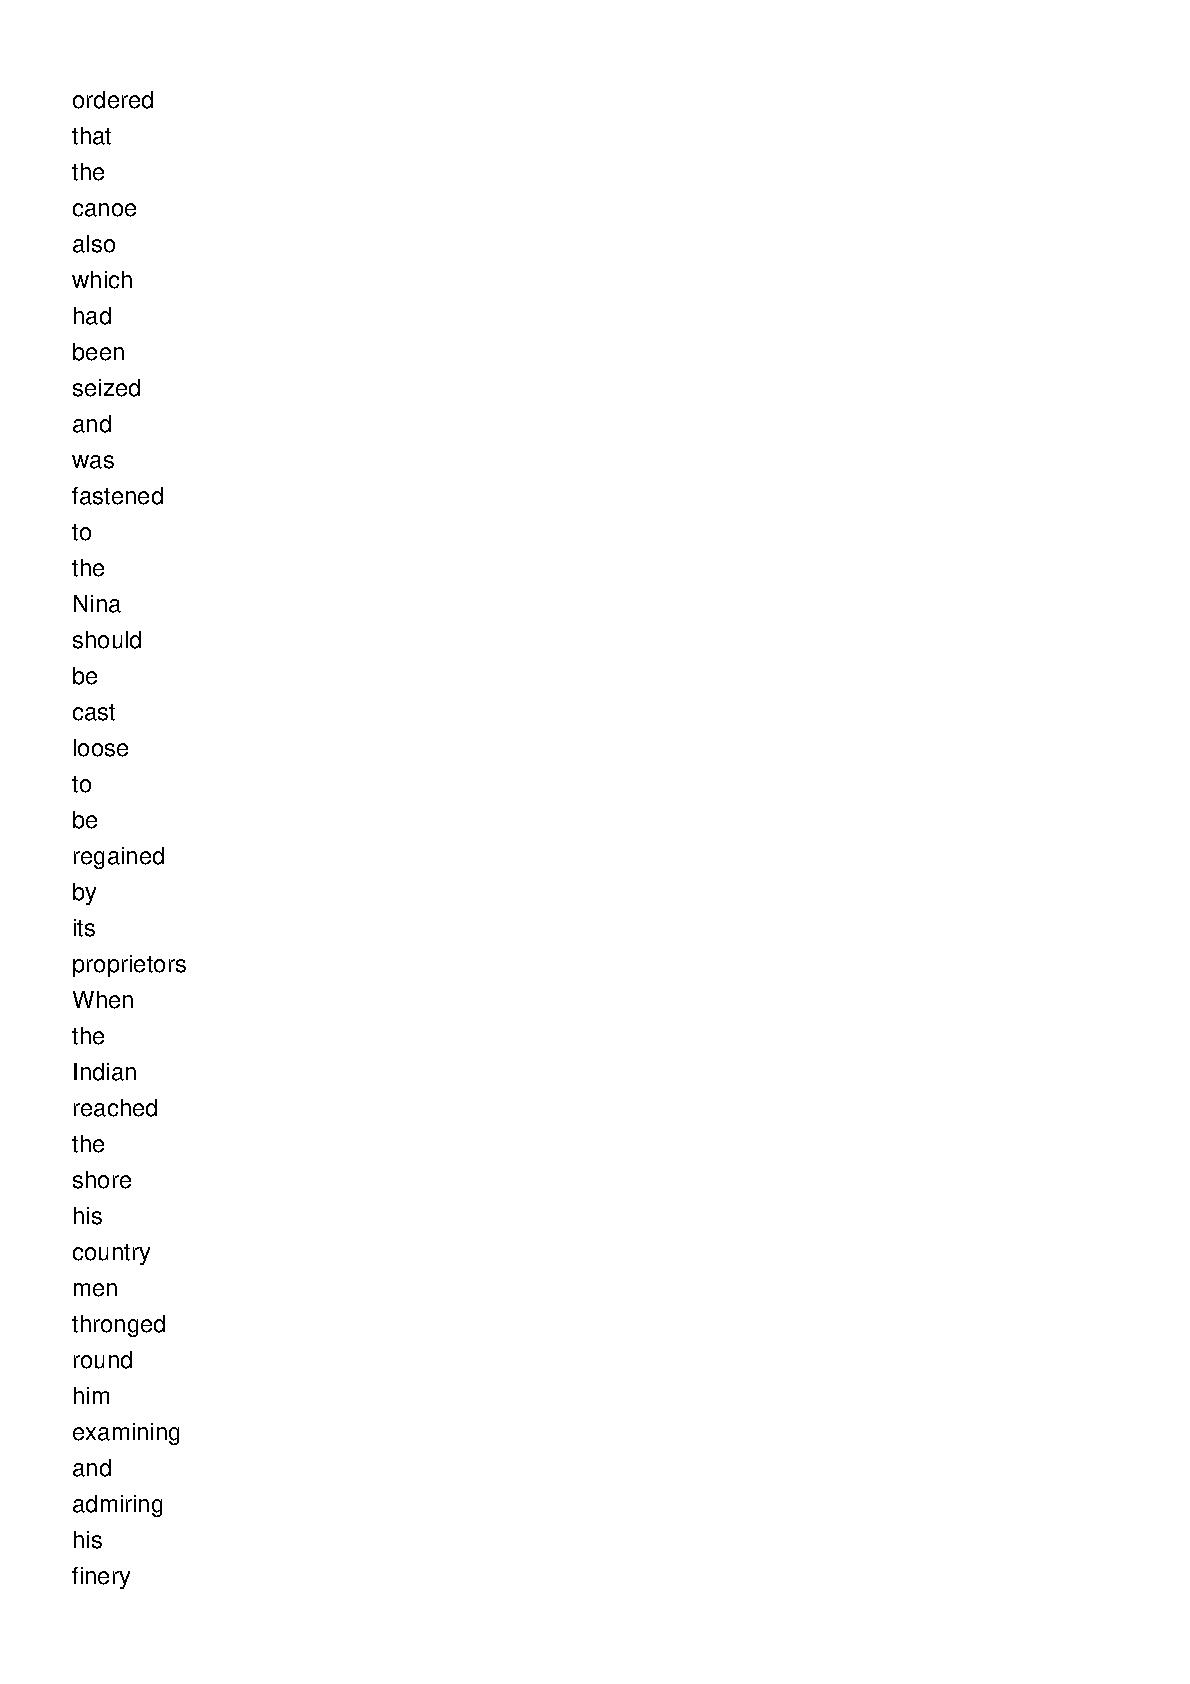 ordered
that
the
canoe
also
which
had
been
seized
and
was
fastened
to
the
Nina
should
be
cast
loose
to
be
regained
by
its
proprietors
When
the
Indian
reached
the
shore
his
country
men
thronged
round
him
examining
and
admiring
his
finery